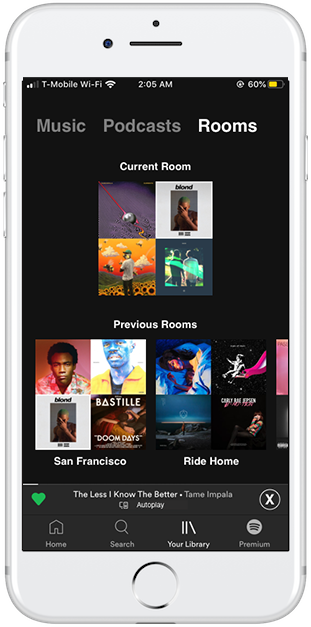 T-Mobile Wi-Fi 2:05 AM 60%
Music Podcasts Rooms
Current Room
blond
Previous Rooms
blond
BASTILLE
"DOOM DAYS"
CARLY RAE JEPSEN
San Francisco Ride Home
The Less I Know The Better • Tame Impala
Autoplay
X
Home Search Your Library Premium